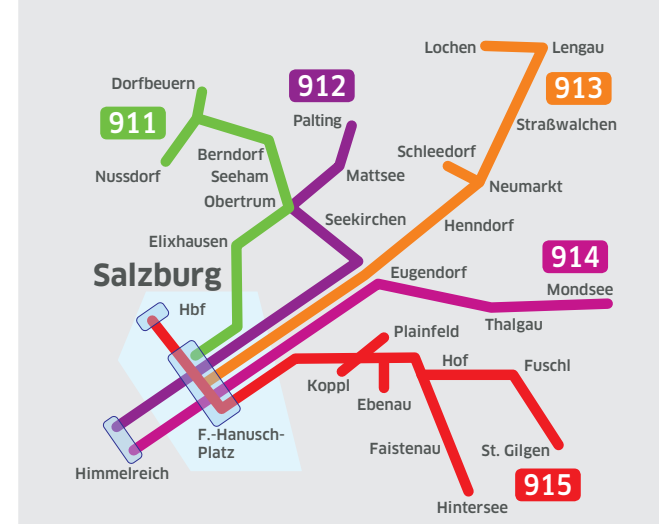 Lochen
Lengau
Dorfbeuern
912
913
911
Palting
Straßwalchen
Berndorf
Schleedorf
Nussdorf
Seeham
Mattsee
Neumarkt
Obertrum
Seekirchen
Henndorf
Elixhausen
914
Salzburg
Eugendorf
Mondsee
Hbf
Thalgau
Plainfeld
Hof
Fuschl
Koppl
Ebenau
F.-Hanusch-
Platz
Faistenau
St. Gilgen
Himmelreich
915
Hintersee